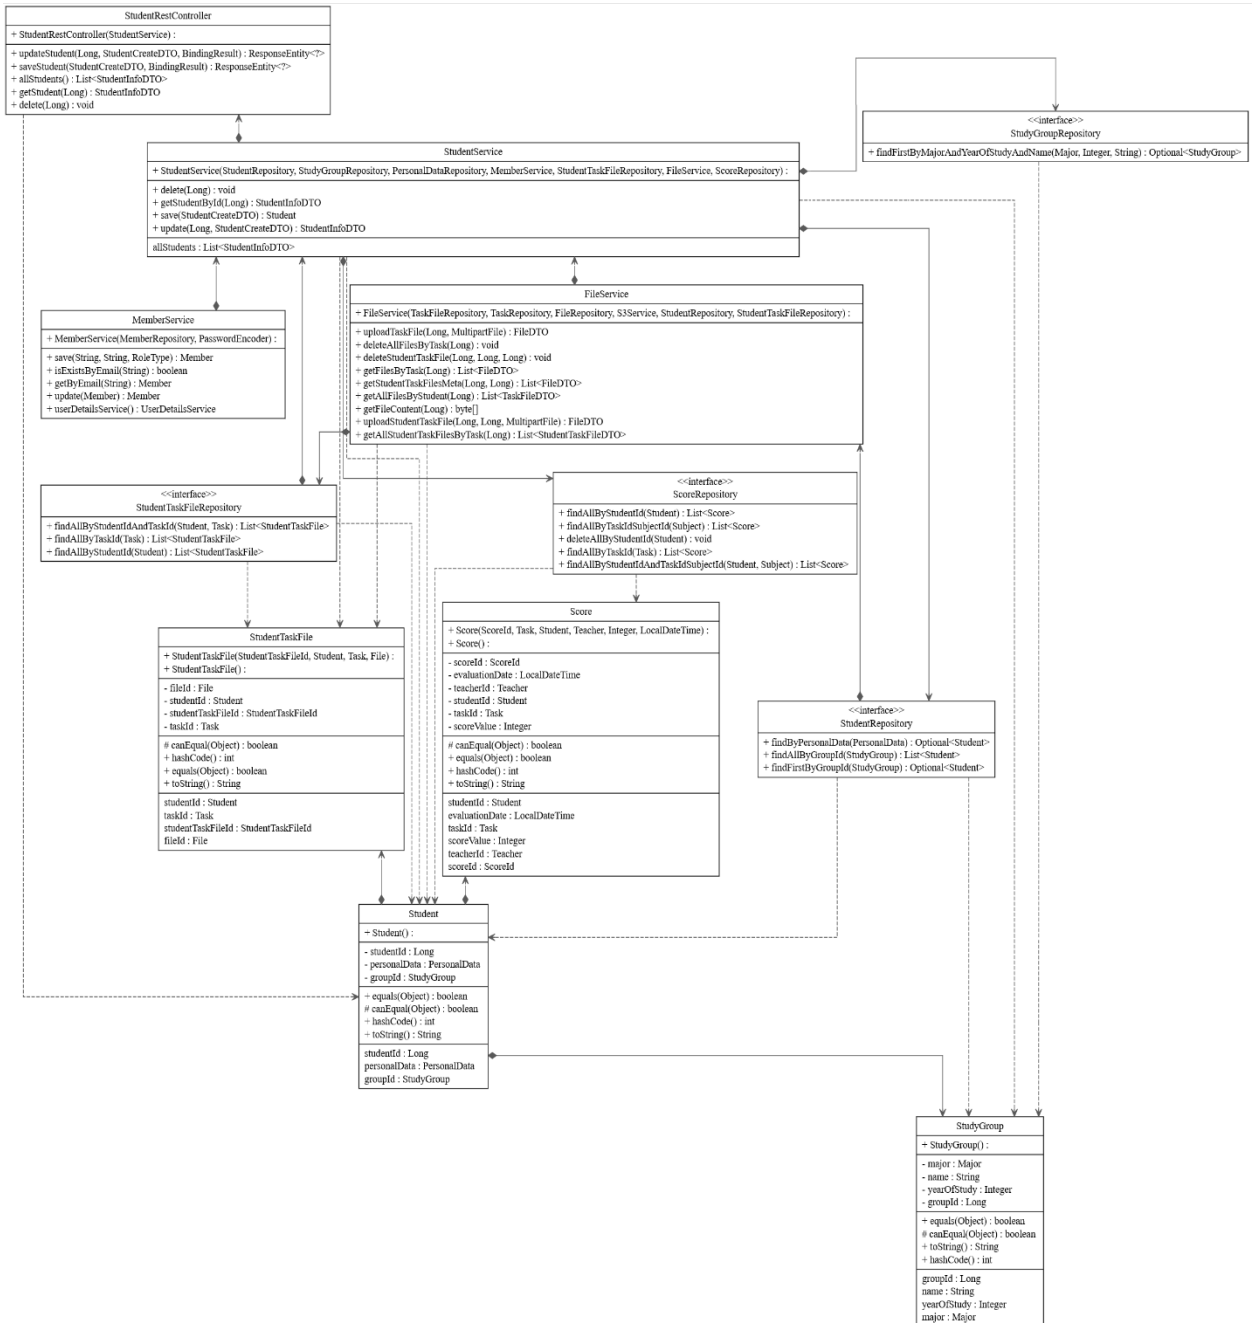 StudentRestController
+ StudentRestController(StudentService) :
+ updateStudent(Long, StudentCreateDTO, BindingResult) : ResponseEntity<?>
+ saveStudent(StudentCreateDTO, BindingResult) : ResponseEntity<?>
+ allStudents() : List<StudentInfoDTO>
+ getStudent(Long) : StudentInfoDTO
+ delete(Long) : void
<<interface>>
StudyGroupRepository
+ findFirstByMajorAndYearOfStudyAndName(Major, Integer, String) : Optional<StudyGroup>
StudentService
+ StudentService(StudentRepository, StudyGroupRepository, PersonalDataRepository, MemberService, StudentTaskFileRepository, FileService, ScoreRepository) :
+ delete(Long) : void
+ getStudentById(Long) : StudentInfoDTO
+ save(StudentCreateDTO) : Student
+ update(Long, StudentCreateDTO) : StudentInfoDTO
allStudents : List<StudentInfoDTO>
MemberService
+ MemberService(MemberRepository, PasswordEncoder) :
+ save(String, String, RoleType) : Member
+ isExistsByEmail(String) : boolean
+ getByEmail(String) : Member
+ update(Member) : Member
+ userDetailsService() : UserDetailsService
FileService
+ FileService(TaskFileRepository, TaskRepository, FileRepository, S3Service, StudentRepository, StudentTaskFileRepository) :
+ uploadTaskFile(Long, MultipartFile) : FileDTO
+ deleteAllFilesByTask(Long) : void
+ deleteStudentTaskFile(Long, Long, Long) : void
+ getFilesByTask(Long) : List<FileDTO>
+ getStudentTaskFilesMeta(Long, Long) : List<FileDTO>
+ getAllFilesByStudent(Long) : List<TaskFileDTO>
+ getFileContent(Long) : byte[]
+ uploadStudentTaskFile(Long, Long, MultipartFile) : FileDTO
+ getAllStudentTaskFilesByTask(Long) : List<StudentTaskFileDTO>
<<interface>>
StudentTaskFileRepository
+ findAllByStudentIdAndTaskId(Student, Task) : List<StudentTaskFile>
+ findAllByTaskId(Task) : List<StudentTaskFile>
+ findAllByStudentId(Student) : List<StudentTaskFile>
<<interface>>
ScoreRepository
+ findAllByStudentId(Student) : List<Score>
+ findAllByTaskIdSubjectId(Subject) : List<Score>
+ deleteAllByStudentId(Student) : void
+ findAllByTaskId(Task) : List<Score>
+ findAllByStudentIdAndTaskIdSubjectId(Student, Subject) : List<Score>
StudentTaskFile
+ StudentTaskFile(StudentTaskFileId, Student, Task, File) :
+ StudentTaskFile() :
- fileId : File
- studentId : Student
- studentTaskFileId : StudentTaskFileId
- taskId : Task
# canEqual(Object) : boolean
+ hashCode() : int
+ equals(Object) : boolean
+ toString() : String
studentId : Student
taskId : Task
studentTaskFileId : StudentTaskFileId
fileId : File
Score
+ Score(ScoreId, Task, Student, Teacher, Integer, LocalDateTime) :
+ Score() :
- scoreId : ScoreId
- evaluationDate : LocalDateTime
- teacherId : Teacher
- studentId : Student
- taskId : Task
- scoreValue : Integer
# canEqual(Object) : boolean
+ equals(Object) : boolean
+ hashCode() : int
+ toString() : String
studentId : Student
evaluationDate : LocalDateTime
taskId : Task
scoreValue : Integer
teacherId : Teacher
scoreId : ScoreId
<<interface>>
StudentRepository
+ findByPersonalData(PersonalData) : Optional<Student>
+ findAllByGroupId(StudyGroup) : List<Student>
+ findFirstByGroupId(StudyGroup) : Optional<Student>
Student
+ Student() :
- studentId : Long
- personalData : PersonalData
- groupId : StudyGroup
+ equals(Object) : boolean
# canEqual(Object) : boolean
+ hashCode() : int
+ toString() : String
studentId : Long
personalData : PersonalData
groupId : StudyGroup
StudyGroup
+ StudyGroup() :
- major : Major
- name : String
- yearOfStudy : Integer
- groupId : Long
+ equals(Object) : boolean
# canEqual(Object) : boolean
+ toString() : String
+ hashCode() : int
groupId : Long
name : String
yearOfStudy : Integer
major : Major